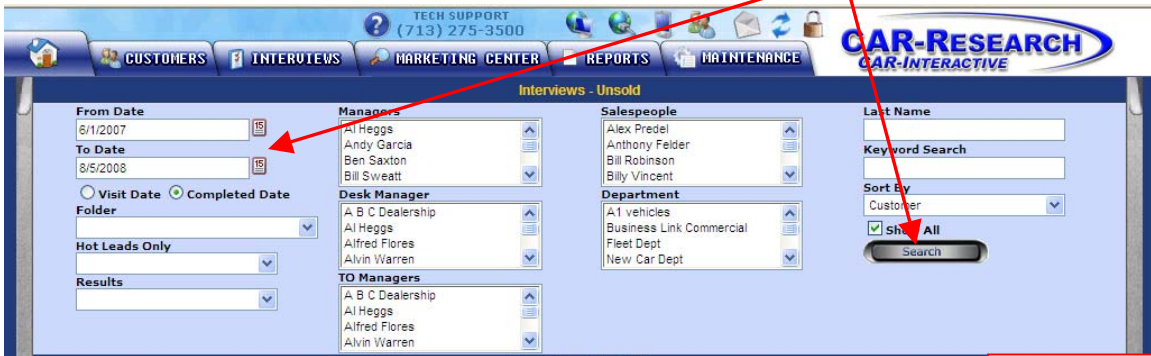 TECH SUPPORT
(713) 275-3500
CUSTOMERS INTERVIEWS MARKETING CENTER REPORTS MAINTENANCE
CAR-RESEARCH
CAR-INTERACTIVE
Interviews - Unsold
From Date
6/1/2007
15
To Date
8/5/2008
15
Visit Date Completed Date
Folder
Hot Leads Only
Results
Managers
Al Heggs
Andy Garcia
Ben Saxton
Bill Sweatt
Desk Manager
A B C Dealership
Al Heggs
Alfred Flores
Alvin Warren
TO Managers
A B C Dealership
Al Heggs
Alfred Flores
Alvin Warren
Salespeople
Alex Predel
Anthony Felder
Bill Robinson
Billy Vincent
Department
A1 vehicles
Business Link Commercial
Fleet Dept
New Car Dept
Last Name
Keyword Search
Sort By
Customer
Show All
Search